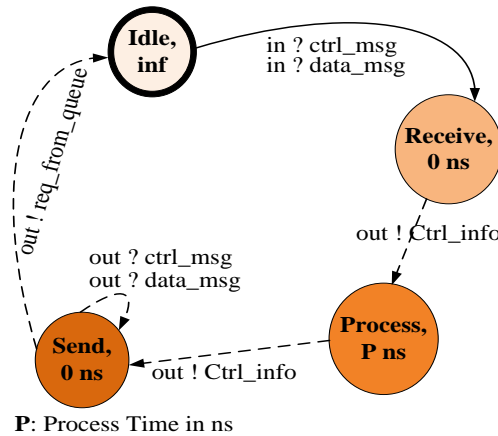 Idle,
inf
in ? ctrl_msg
in ? data_msg
Receive,
0 ns
out ! req_from_queue
out ! Ctrl_info
out ? ctrl_msg
out ? data_msg
Process,
P ns
Send,
0 ns
out ! Ctrl_info
P: Process Time in ns